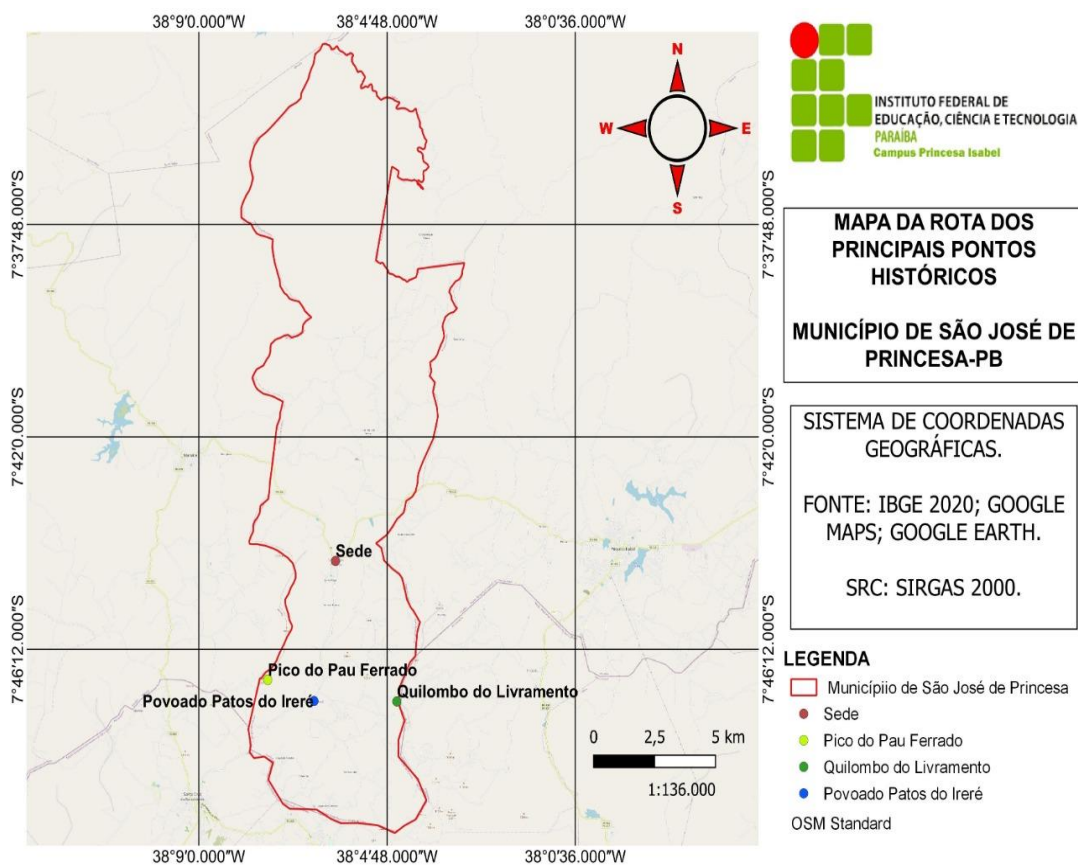 38°9'0.000"W
38°4'48.000"W
38°0'36.000"W
N
W
E
S
7°37'48.000"S
7°37'48.000"S
7°42'0.000"S
7°42'0.000"S
Sede
7°46'12.000"S
7°46'12.000"S
Pico do Pau Ferrado
Povoado Patos do Ireré
Quilombo do Livramento
0
2,5
5 km
1:136.000
38°9'0.000"W
38°4'48.000"W
38°0'36.000"W
INSTITUTO FEDERAL DE
EDUCAÇÃO, CIÊNCIA E TECNOLOGIA
PARAÍBA
Campus Princesa Isabel
MAPA DA ROTA DOS
PRINCIPAIS PONTOS
HISTÓRICOS
MUNICÍPIO DE SÃO JOSÉ DE
PRINCESA-PB
SISTEMA DE COORDENADAS
GEOGRÁFICAS.
FONTE: IBGE 2020; GOOGLE
MAPS; GOOGLE EARTH.
SRC: SIRGAS 2000.
LEGENDA
Municípiio de São José de Princesa
Sede
Pico do Pau Ferrado
Quilombo do Livramento
Povoado Patos do Ireré
OSM Standard